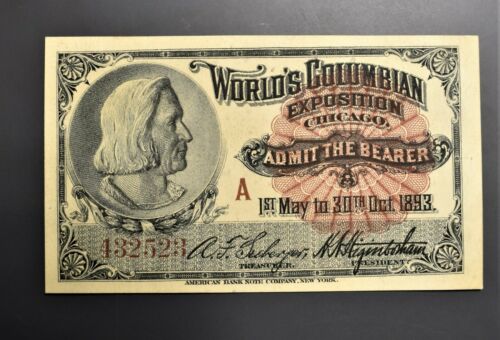 WORLD'S COLUMBIAN
EXPOSITION
CHICAGO,
ADMIT THE BEARER
A
1ST May to 30TH Oct. 1893.
432523
TREASURER.
PRESIDENT.
AMERICAN BANK NOTE COMPANY, NEW YORK.